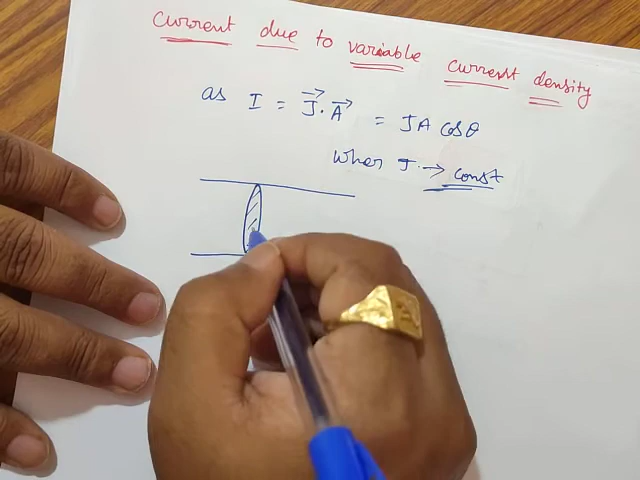 Current due to variable current density
as I = J⃗ . A⃗ = JA cosθ
when J → const